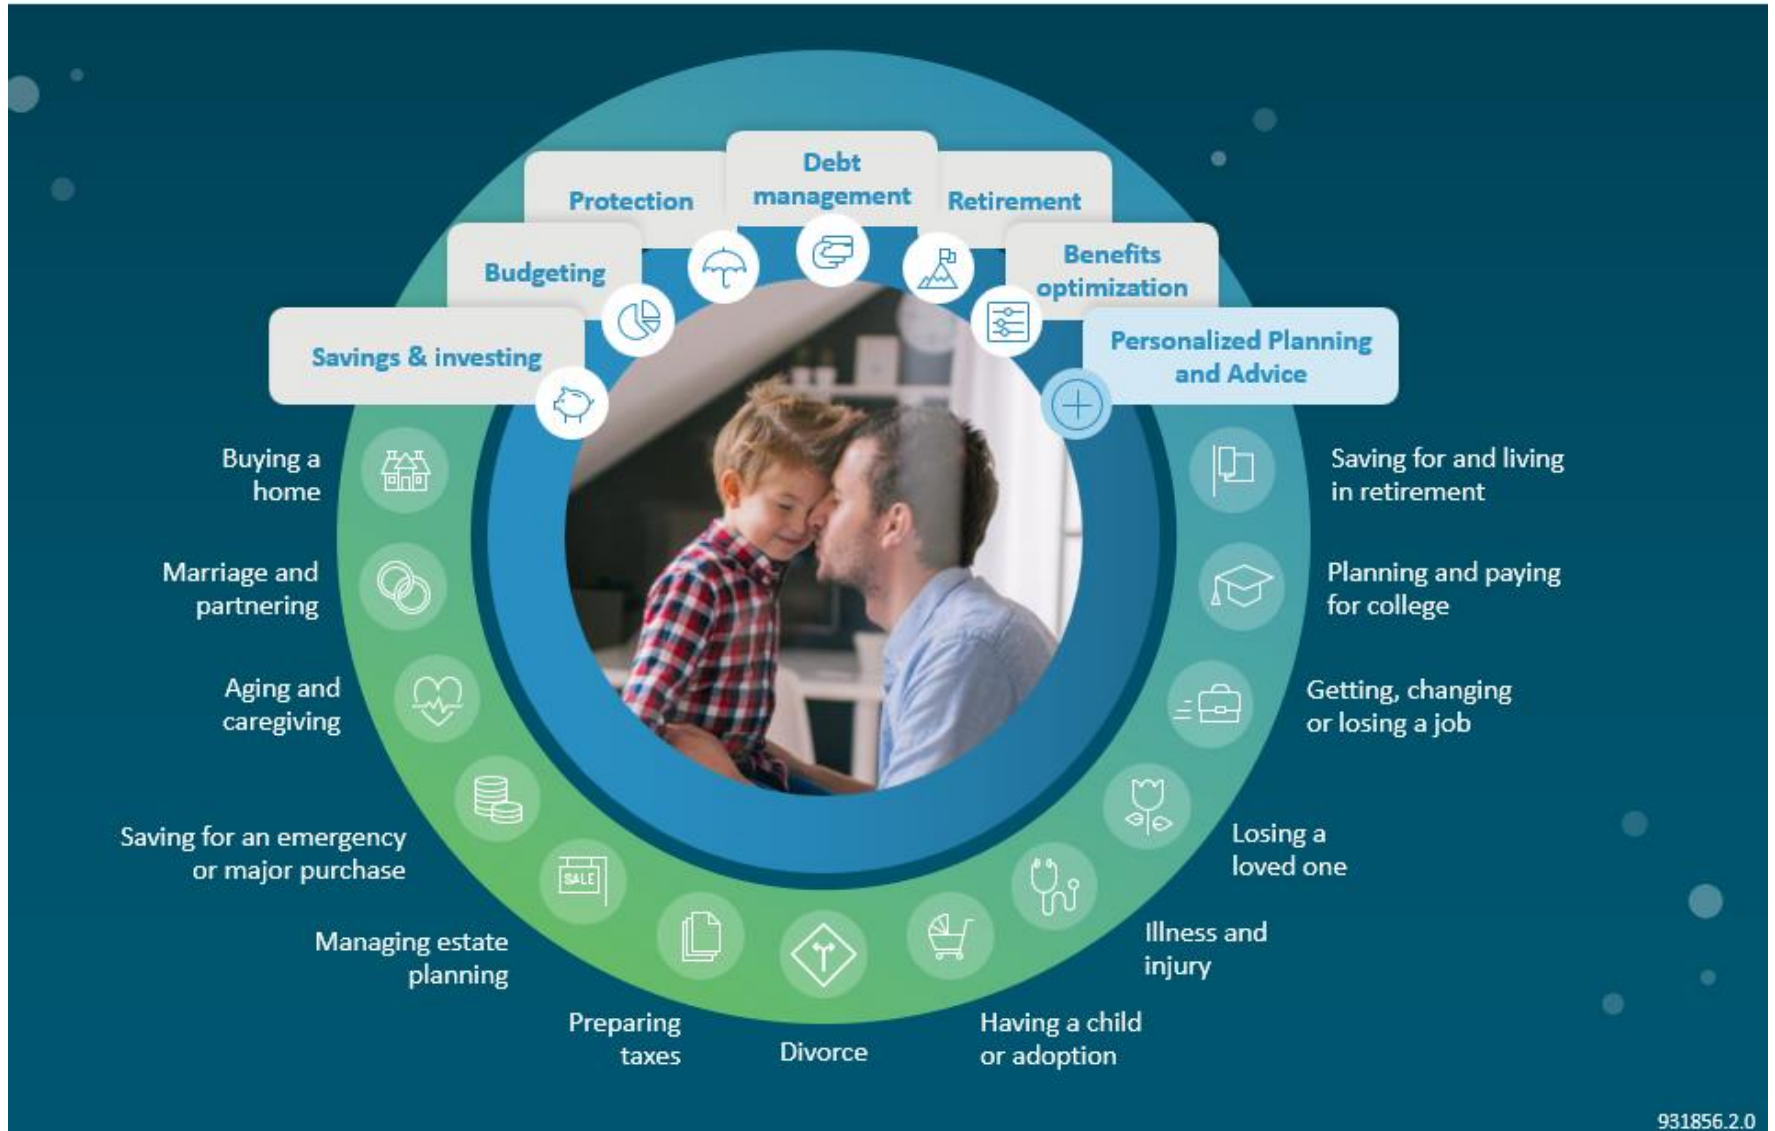 Debt
management
Protection
Retirement
Budgeting
Benefits
optimization
Savings & investing
Personalized Planning
and Advice
Buying a
home
Saving for and living
in retirement
Marriage and
partnering
Planning and paying
for college
Aging and
caregiving
Getting, changing
or losing a job
Saving for an emergency
or major purchase
Losing a
loved one
SALE
Managing estate
planning
Illness and
injury
Preparing
taxes
Divorce
Having a child
or adoption
931856.2.0